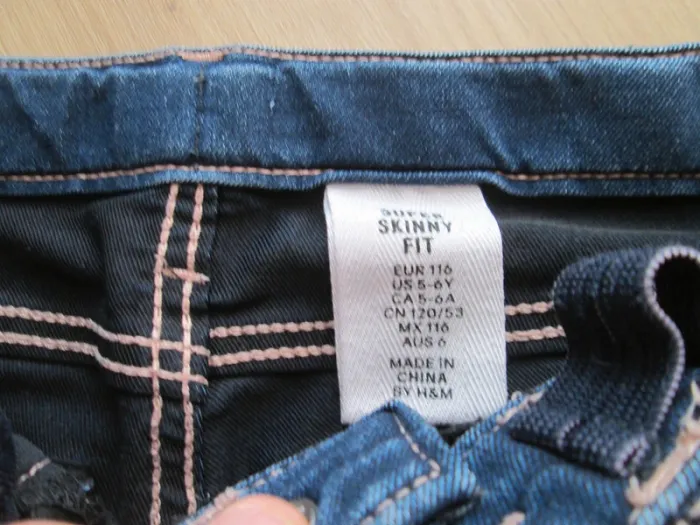 SUPER
SKINNY
FIT
EUR 116
US 5-6Y
CA 5-6A
CN 120/53
MX 116
AUS 6
MADE IN
CHINA
BY H&M